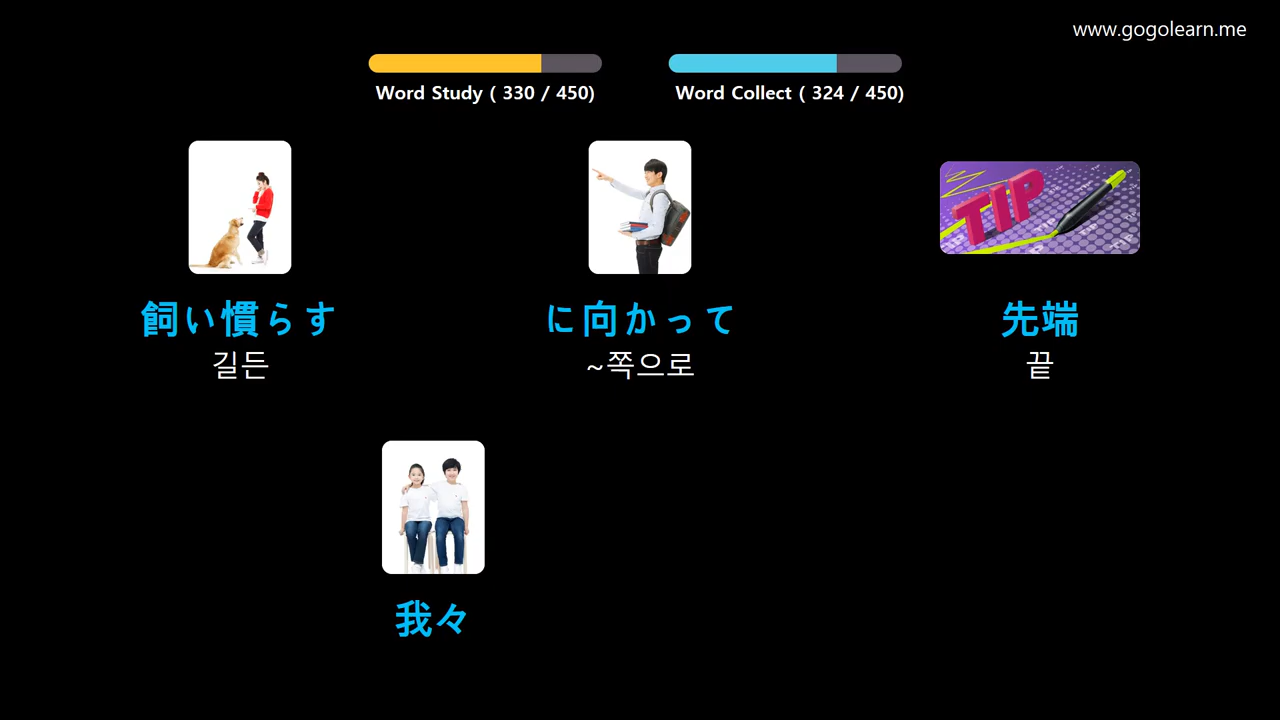 www.gogolearn.me
Word Study ( 330 / 450)
Word Collect ( 324 / 450)
TIP
飼い慣らす
길든
に向かって
~쪽으로
先端
끝
我々